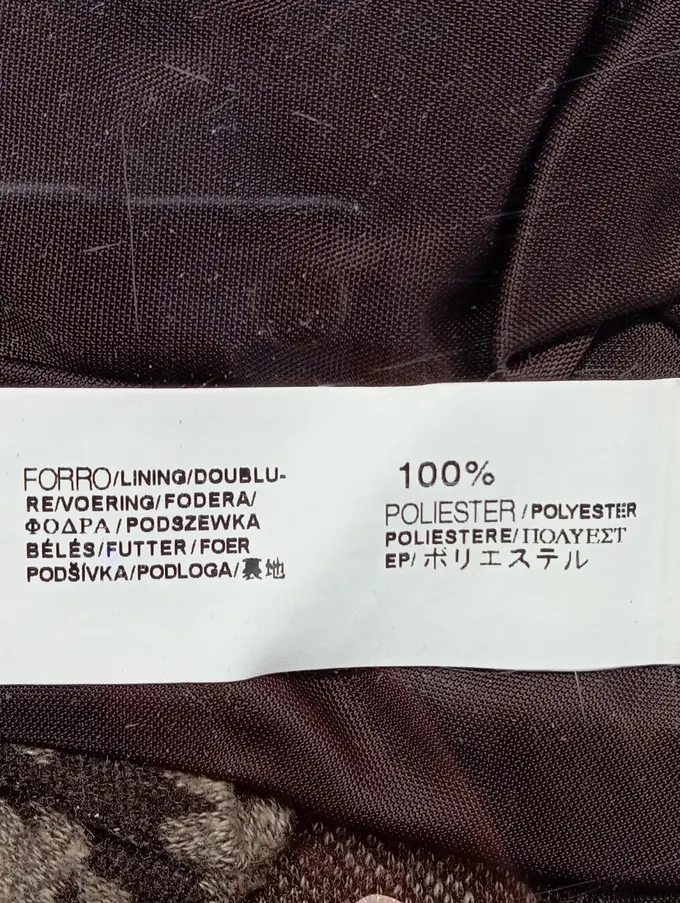 FORRO/LINING/DOUBLU-
RE/VOERING/FODERA/
ΦΟΔΡΑ/PODSZEWKA
BÉLÉS/FUTTER/FOER
PODŠÍVKA/PODLOGA/裏地
100%
POLIESTER/POLYESTER
POLIESTERE/ΠΟΛΥΕΣΤ
ΕΡ/ポリエステル